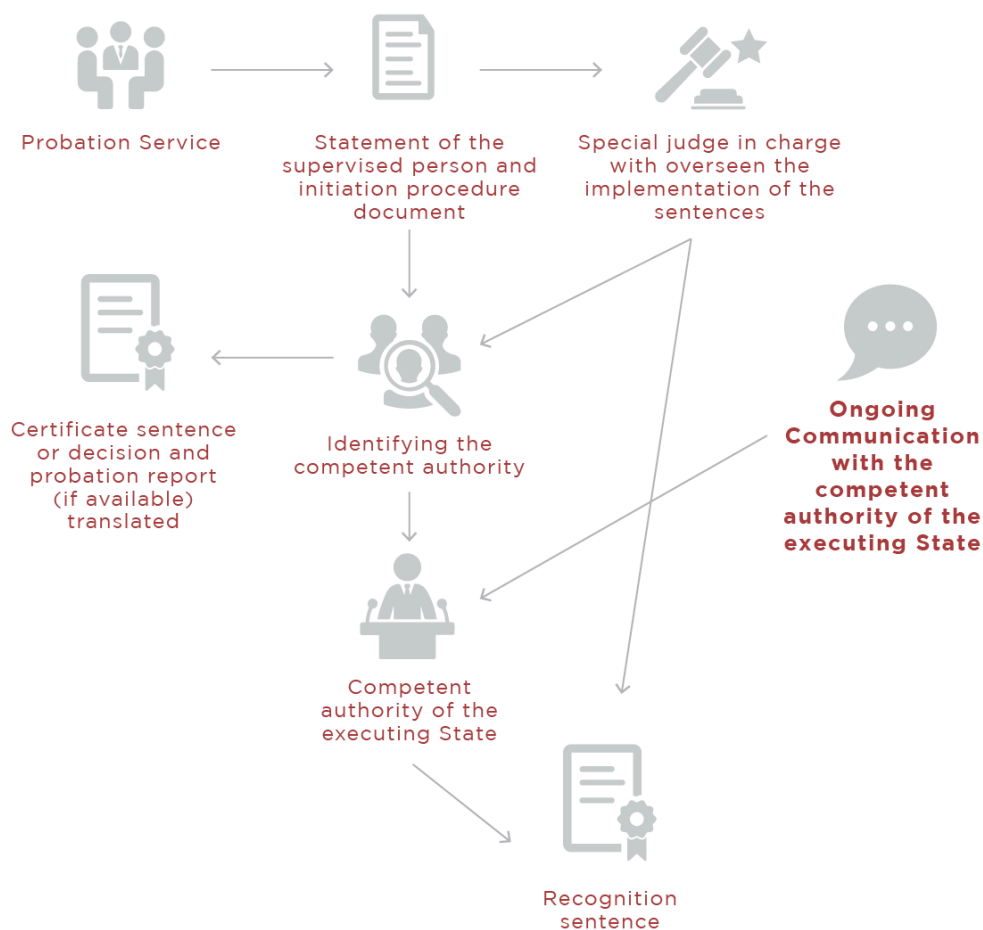 Probation Service
Statement of the
supervised person and
initiation procedure
document
Special judge in charge
with overseen the
implementation of the
sentences
Certificate sentence
or decision and
probation report
(if available)
translated
Identifying the
competent authority
Ongoing
Communication
with the
competent
authority of the
executing State
Competent
authority of the
executing State
Recognition
sentence